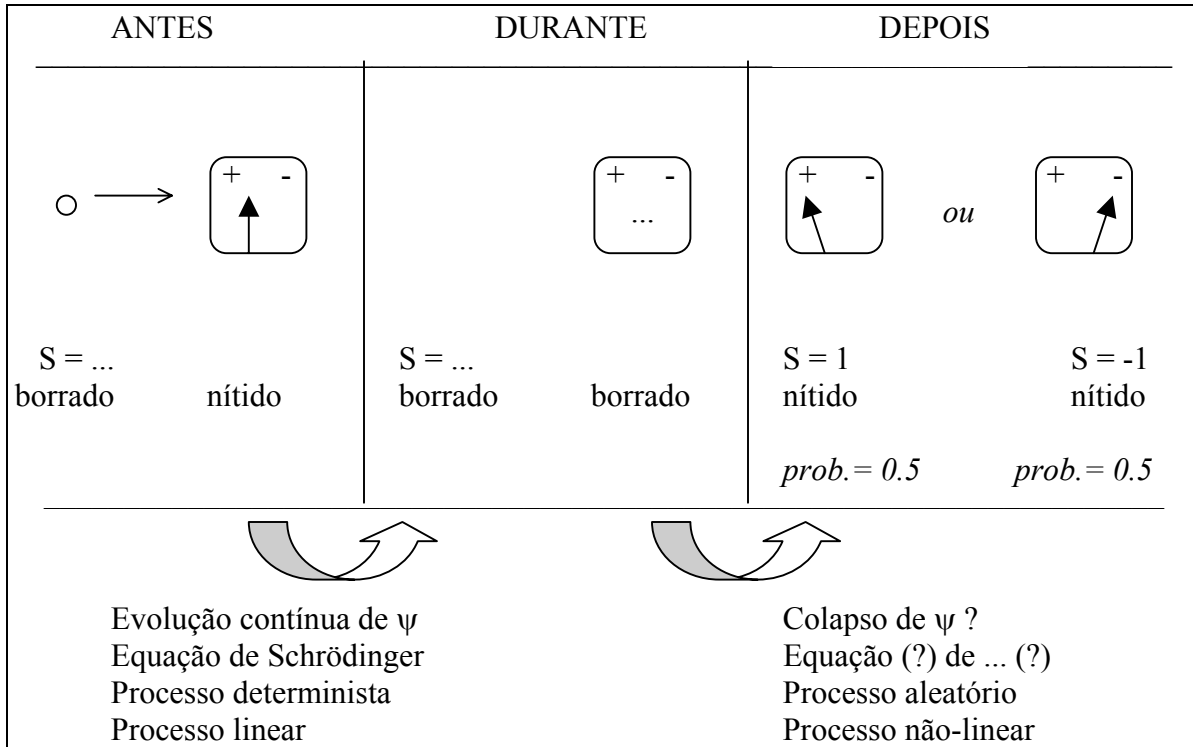 ANTES DURANTE DEPOIS
+ - + - + - ou + -
...
S = ... S = ... S = 1 S = -1
borrado nítido borrado borrado nítido nítido
prob.= 0.5 prob.= 0.5
Evolução contínua de ψ Colapso de ψ ?
Equação de Schrödinger Equação (?) de ... (?)
Processo determinista Processo aleatório
Processo linear Processo não-linear